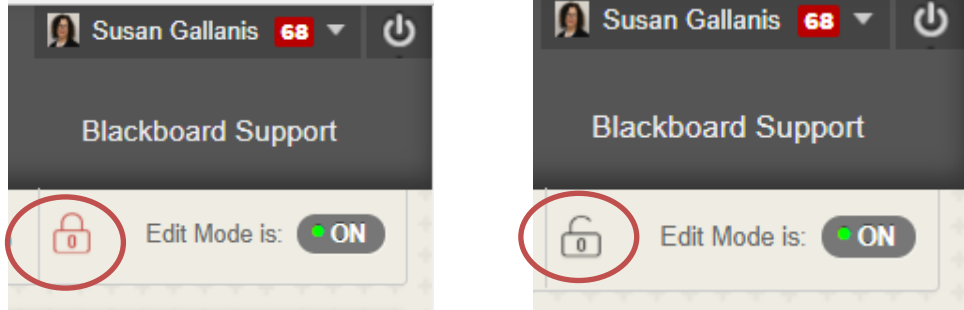 Susan Gallanis 68
Blackboard Support
0 Edit Mode is: ON
Susan Gallanis 68
Blackboard Support
0 Edit Mode is: ON